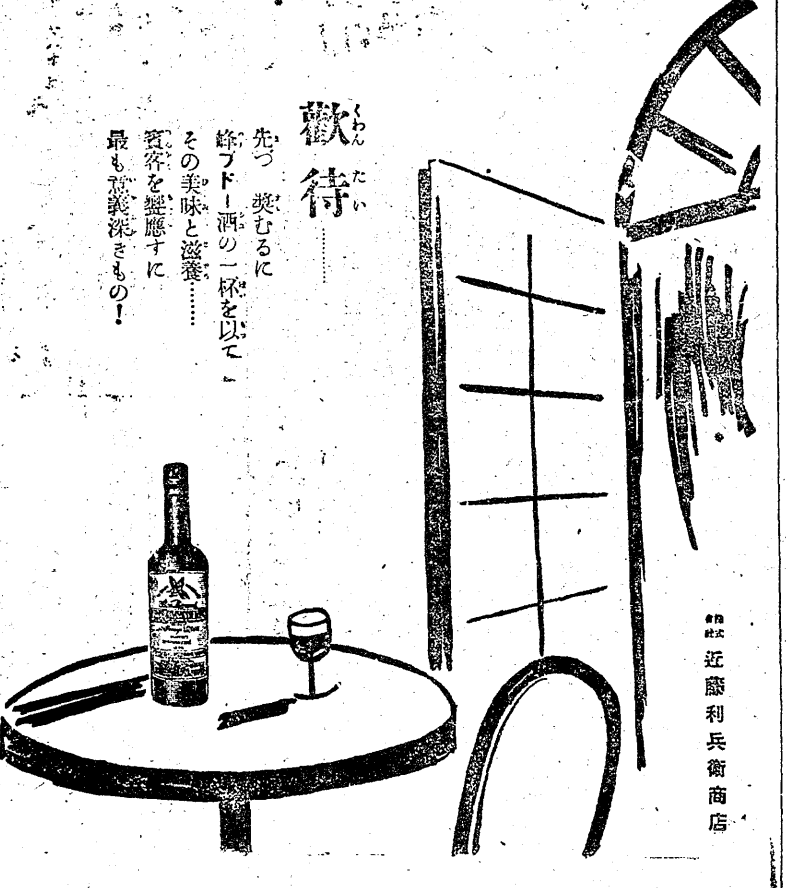 歡待………
先づ 奬むるに
蜂ブドー酒の一杯を以て
その美味と滋養………
賓客を饗應すに
最も意義深きもの！
株式會社 近藤利兵衛商店